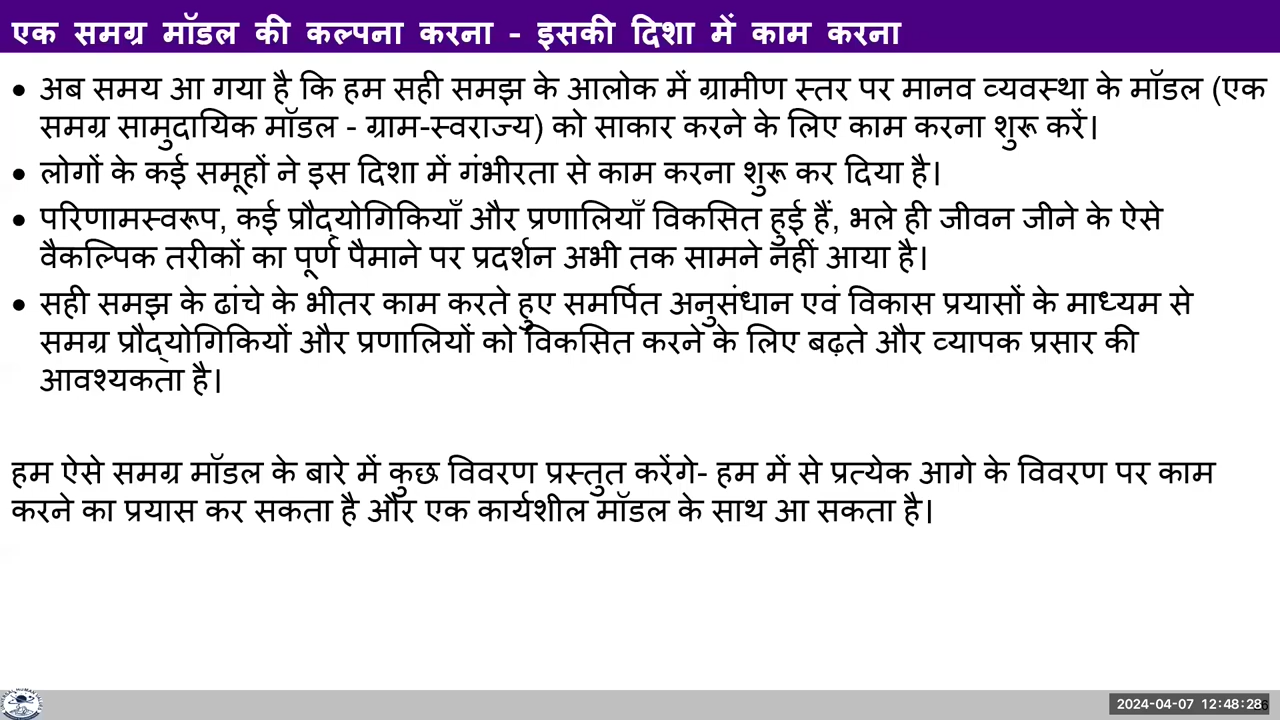 एक समग्र मॉडल की कल्पना करना - इसकी दिशा में काम करना
• अब समय आ गया है कि हम सही समझ के आलोक में ग्रामीण स्तर पर मानव व्यवस्था के मॉडल (एक
समग्र सामुदायिक मॉडल - ग्राम-स्वराज्य) को साकार करने के लिए काम करना शुरू करें।
• लोगों के कई समूहों ने इस दिशा में गंभीरता से काम करना शुरू कर दिया है।
• परिणामस्वरूप, कई प्रौद्योगिकियाँ और प्रणालियाँ विकसित हुई हैं, भले ही जीवन जीने के ऐसे
वैकल्पिक तरीकों का पूर्ण पैमाने पर प्रदर्शन अभी तक सामने नहीं आया है।
• सही समझ के ढांचे के भीतर काम करते हुए समर्पित अनुसंधान एवं विकास प्रयासों के माध्यम से
समग्र प्रौद्योगिकियों और प्रणालियों को विकसित करने के लिए बढ़ते और व्यापक प्रसार की
आवश्यकता है।
हम ऐसे समग्र मॉडल के बारे में कुछ विवरण प्रस्तुत करेंगे- हम में से प्रत्येक आगे के विवरण पर काम
करने का प्रयास कर सकता है और एक कार्यशील मॉडल के साथ आ सकता है।
2024-04-07 12:48:28